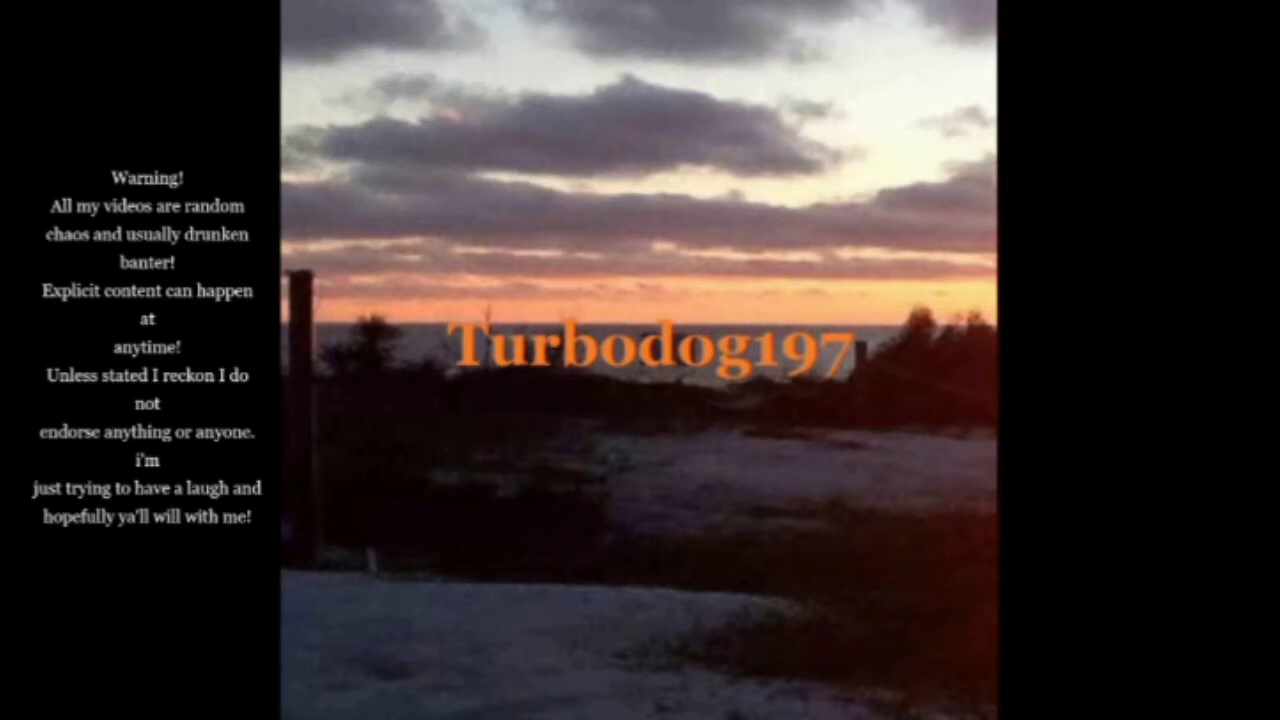 Warning!
All my videos are random
chaos and usually drunken
banter!
Explicit content can happen
at
anytime!
Unless stated I reckon I do
not
endorse anything or anyone.
i'm
just trying to have a laugh and
hopefully ya'll will with me!
Turbodog197